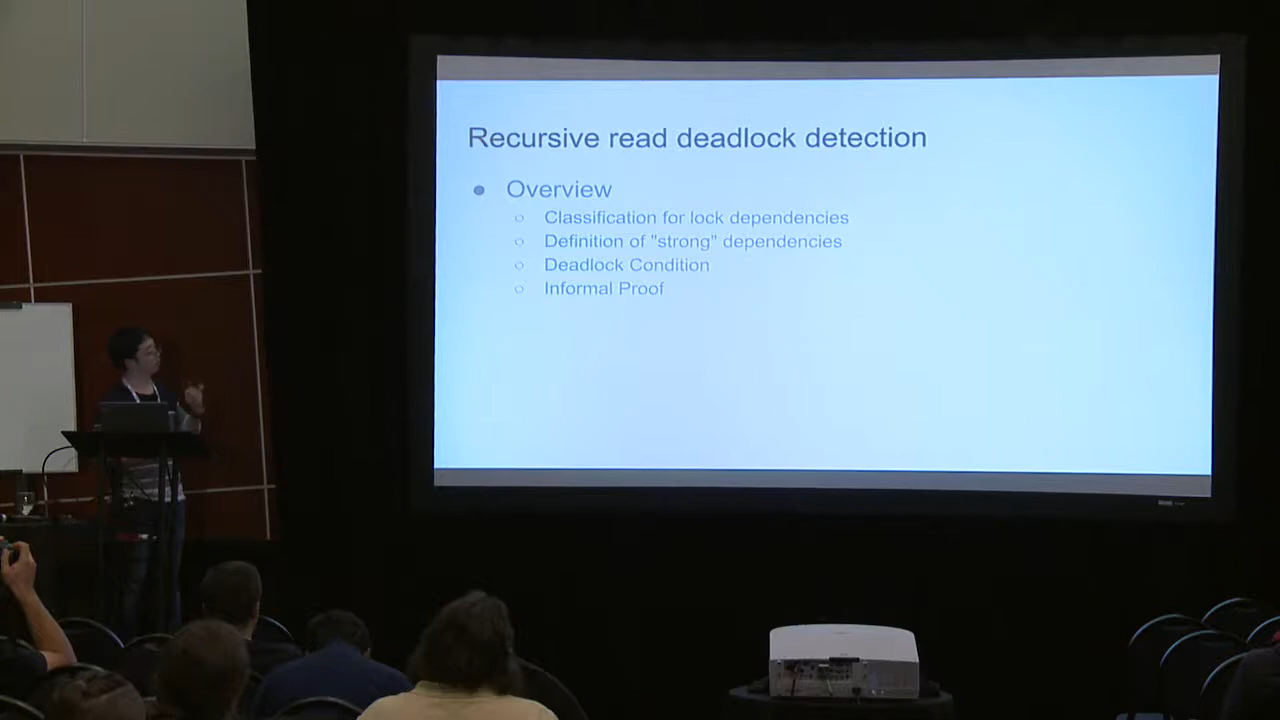 Recursive read deadlock detection
Overview
Classification for lock dependencies
Definition of "strong" dependencies
Deadlock Condition
Informal Proof